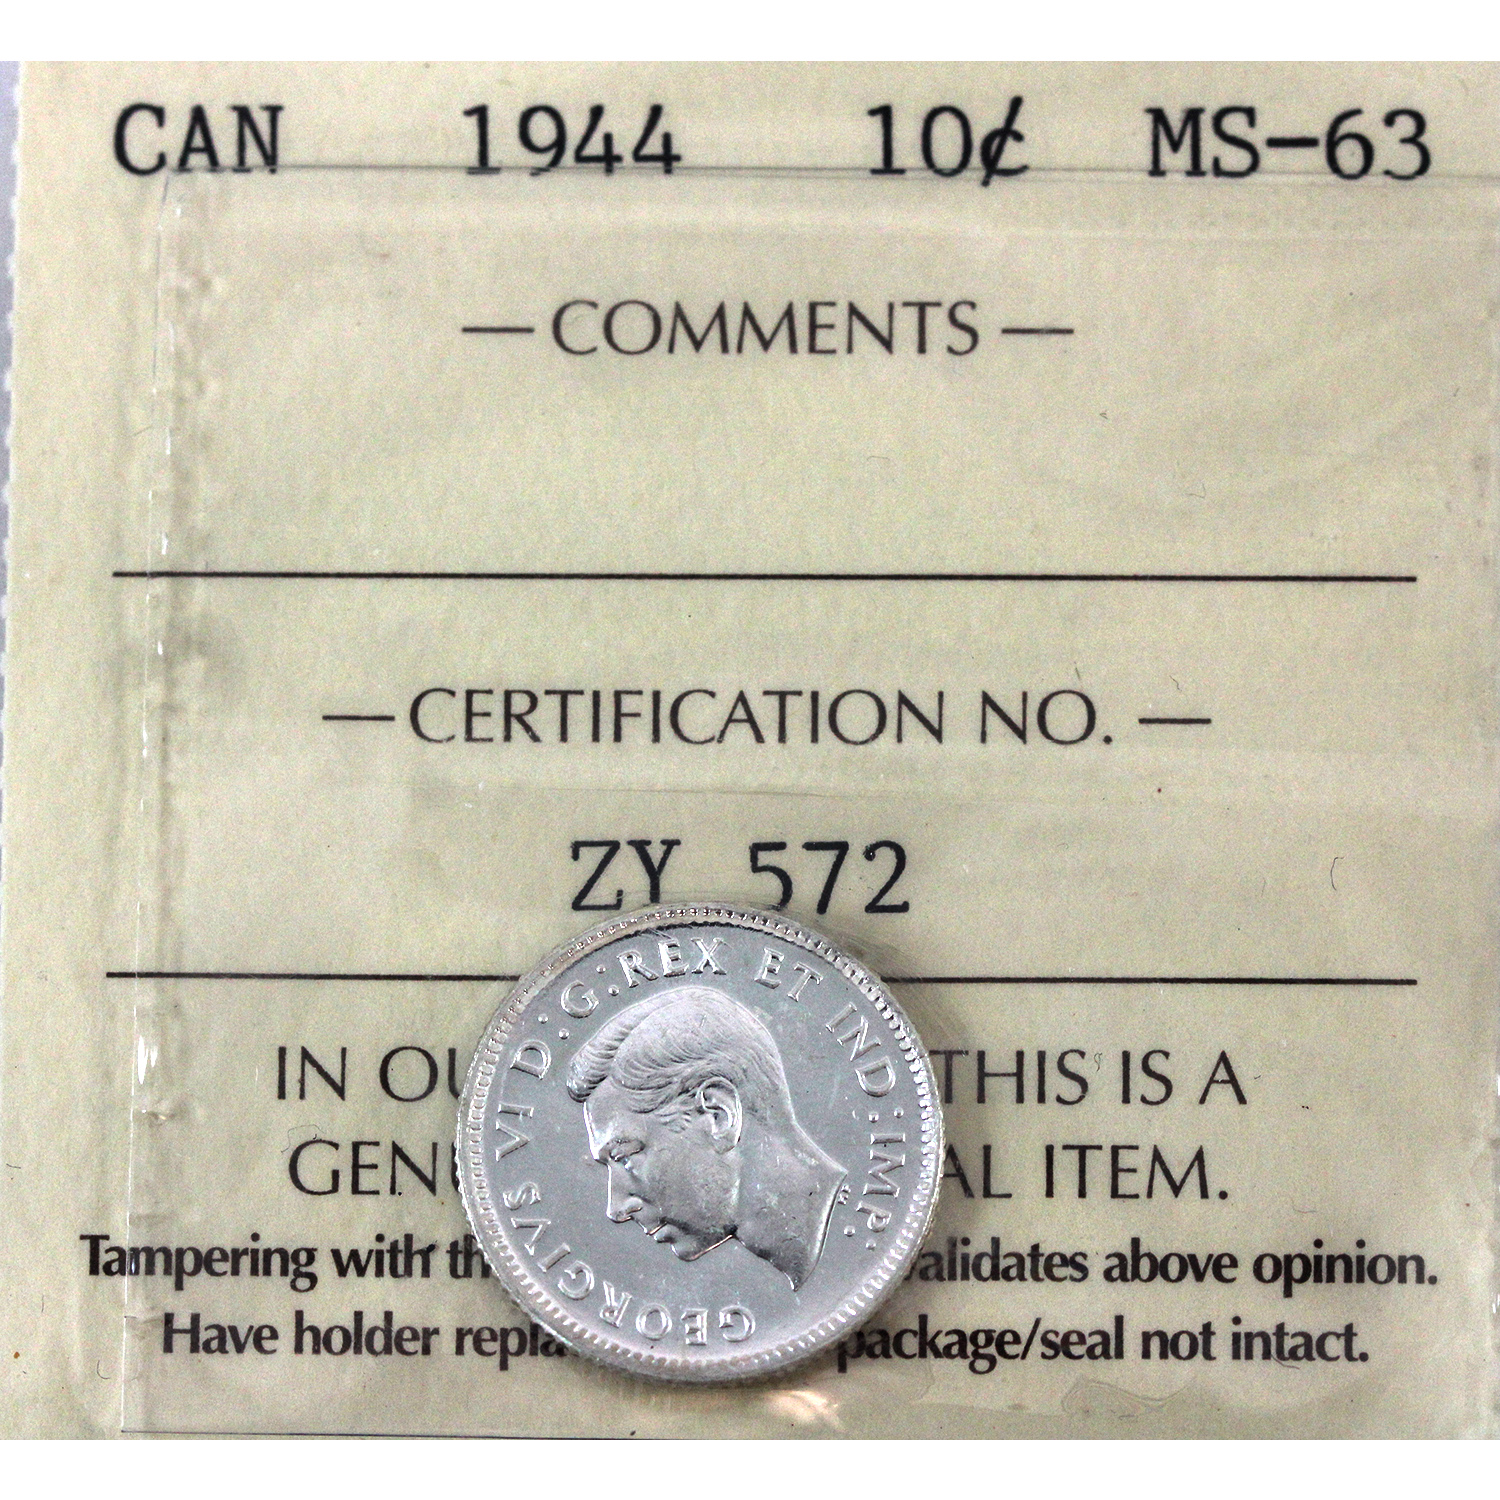 CAN 1944 10¢ MS-63
— COMMENTS —
— CERTIFICATION NO. —
ZY 572
GEORGIVS VI D:G:REX ET IND:IMP:
IN OU THIS IS A
GEN AL ITEM.
Tampering with th alidates above opinion.
Have holder repla package/seal not intact.